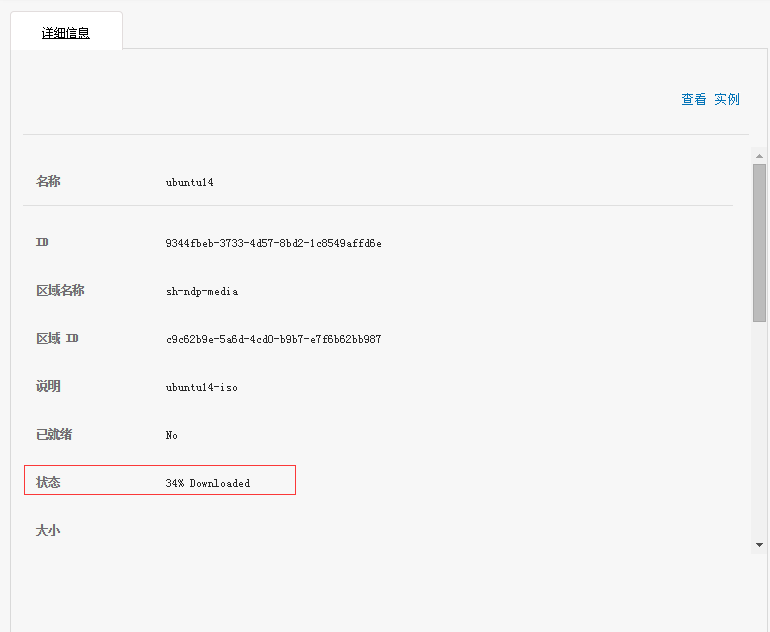 详细信息
查看 实例
名称 ubuntu14
ID 9344fbeb-3733-4d57-8bd2-1c8549affd6e
区域名称 sh-ndp-media
区域 ID c9c62b9e-5a6d-4cd0-b9b7-e7f6b62bb987
说明 ubuntu14-iso
已就绪 No
状态 34% Downloaded
大小